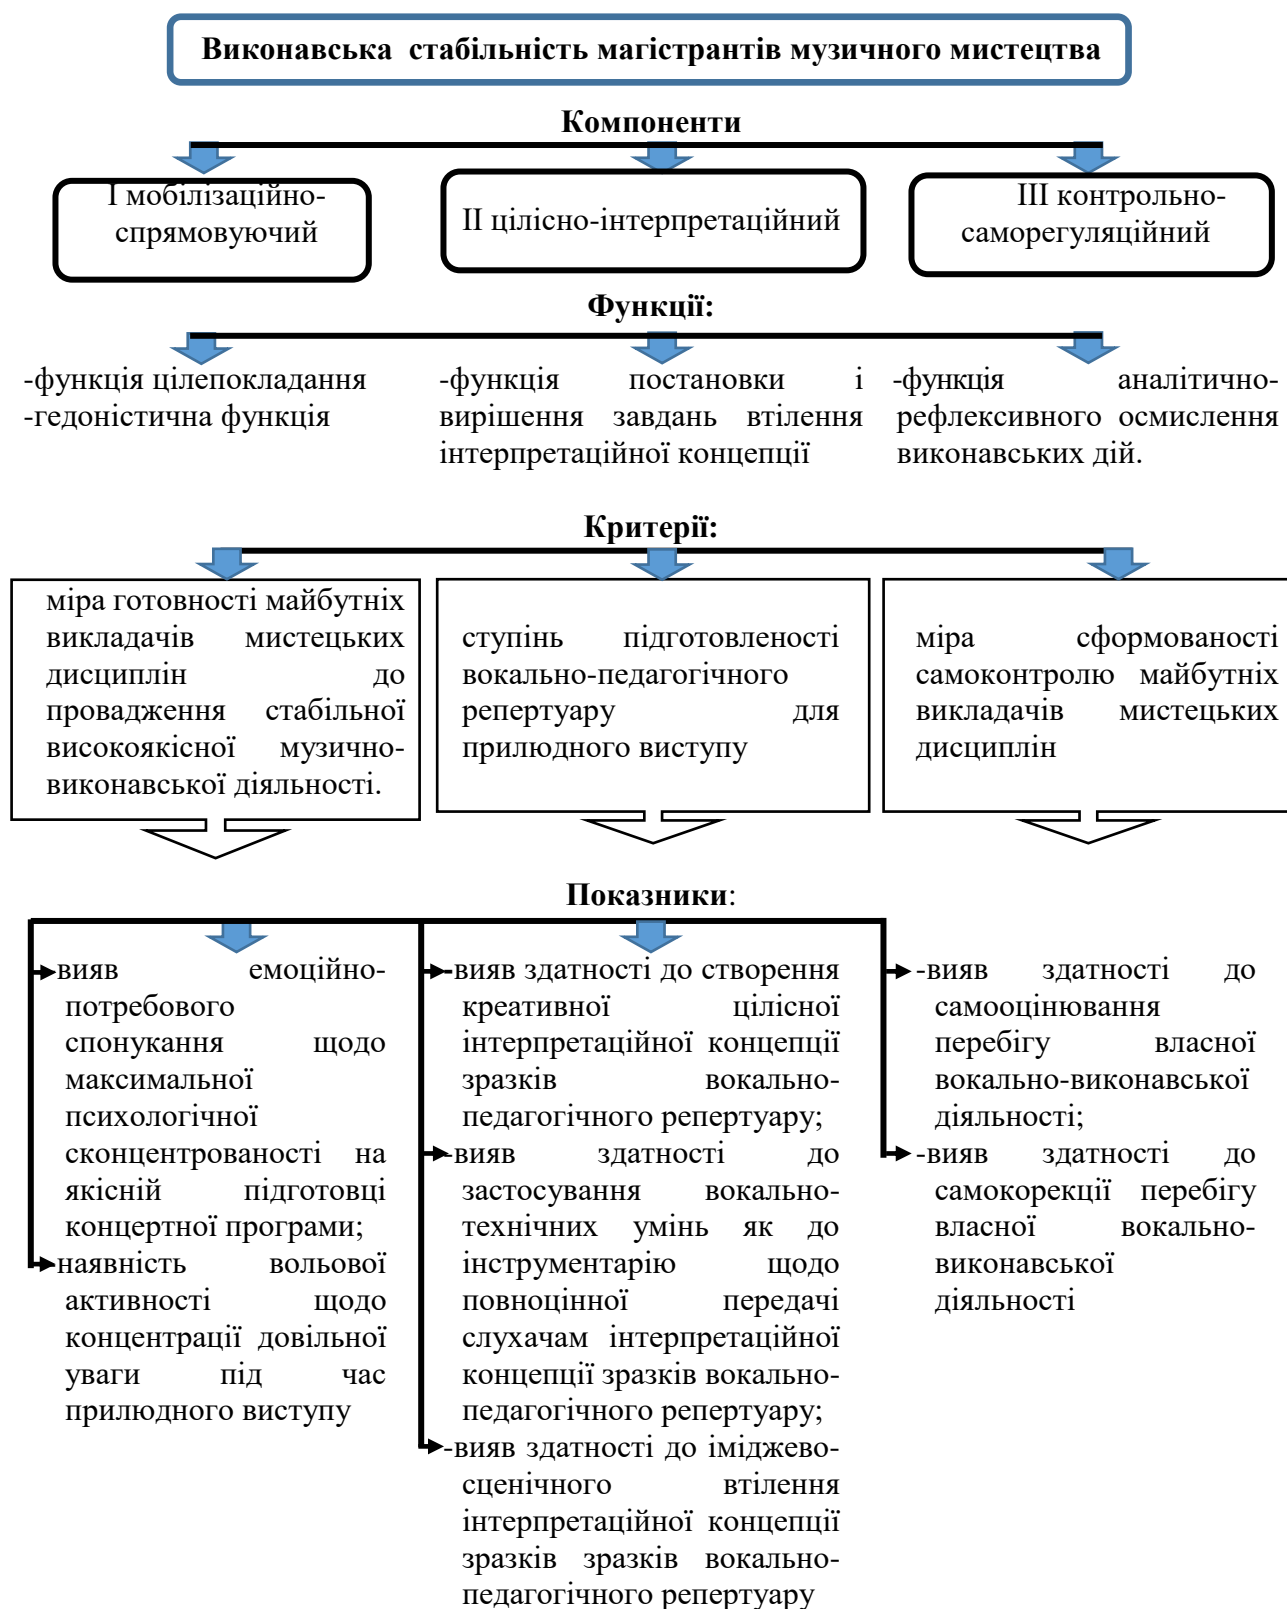 Виконавська стабільність магістрантів музичного мистецтва
Компоненти
І мобілізаційно-
спрямовуючий
ІІ цілісно-інтерпретаційний
ІІІ контрольно-
саморегуляційний
Функції:
-функція цілепокладання
-гедоністична функція
-функція постановки і
вирішення завдань втілення
інтерпретаційної концепції
-функція аналітично-
рефлексивного осмислення
виконавських дій.
Критерії:
міра готовності майбутніх
викладачів мистецьких
дисциплін до
провадження стабільної
високоякісної музично-
виконавської діяльності.
ступінь підготовленості
вокально-педагогічного
репертуару для
прилюдного виступу
міра сформованості
самоконтролю майбутніх
викладачів мистецьких
дисциплін
Показники:
-вияв емоційно-
потребового
спонукання щодо
максимальної
психологічної
сконцентрованості на
якісній підготовці
концертної програми;
-наявність вольової
активності щодо
концентрації довільної
уваги під час
прилюдного виступу
-вияв здатності до створення
креативної цілісної
інтерпретаційної концепції
зразків вокально-
педагогічного репертуару;
-вияв здатності до
застосування вокально-
технічних умінь як до
інструментарію щодо
повноцінної передачі
слухачам інтерпретаційної
концепції зразків вокально-
педагогічного репертуару;
-вияв здатності до іміджево-
сценічного втілення
інтерпретаційної концепції
зразків зразків вокально-
педагогічного репертуару
-вияв здатності до
самооцінювання
перебігу власної
вокально-виконавської
діяльності;
-вияв здатності до
самокорекції перебігу
власної вокально-
виконавської
діяльності